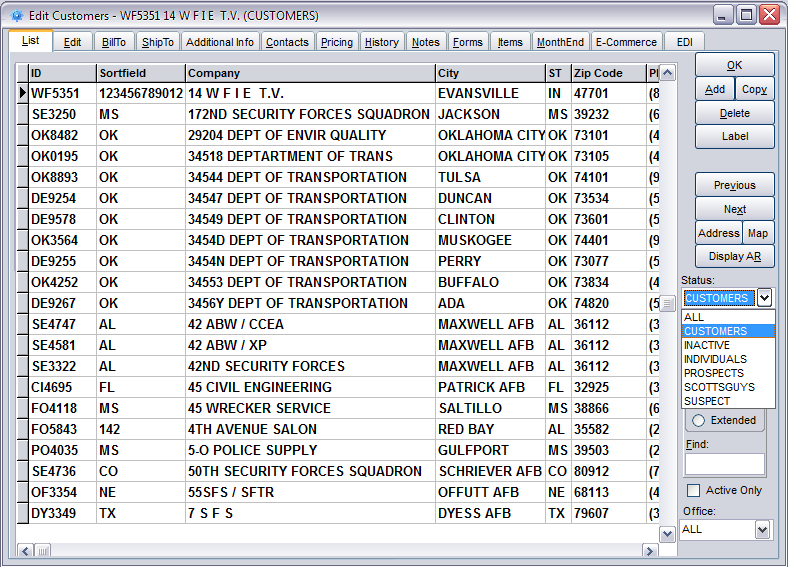 Edit Customers - WF5351 14 W F I E T.V. (CUSTOMERS)
List Edit BillTo ShipTo Additional Info Contacts Pricing History Notes Forms Items MonthEnd E-Commerce EDI
ID Sortfield Company City ST Zip Code
WF5351 123456789012 14 W F I E T.V. EVANSVILLE IN 47701 (8
SE3250 MS 172ND SECURITY FORCES SQUADRON JACKSON MS 39232 (6
OK8482 OK 29204 DEPT OF ENVIR QUALITY OKLAHOMA CITY OK 73101 (4
OK0195 OK 34518 DEPTARTMENT OF TRANS OKLAHOMA CITY OK 73105 (4
OK8893 OK 34544 DEPT OF TRANSPORTATION TULSA OK 74101 (9
DE9254 OK 34547 DEPT OF TRANSPORTATION DUNCAN OK 73534 (5
DE9578 OK 34549 DEPT OF TRANSPORTATION CLINTON OK 73601 (5
OK3564 OK 3454D DEPT OF TRANSPORTATION MUSKOGEE OK 74401 (9
DE9255 OK 3454N DEPT OF TRANSPORTATION PERRY OK 73077 (5
OK4252 OK 34553 DEPT OF TRANSPORTATION BUFFALO OK 73834 (4
DE9267 OK 3456Y DEPT OF TRANSPORTATION ADA OK 74820 (5
SE4747 AL 42 ABW / CCEA MAXWELL AFB AL 36112 (3
SE4581 AL 42 ABW / XP MAXWELL AFB AL 36112 (3
SE3322 AL 42ND SECURITY FORCES MAXWELL AFB AL 36112 (3
CI4695 FL 45 CIVIL ENGINEERING PATRICK AFB FL 32925 (3
FO4118 MS 45 WRECKER SERVICE SALTILLO MS 38866 (6
FO5843 142 4TH AVENUE SALON RED BAY AL 35582 (2
PO4035 MS 5-O POLICE SUPPLY GULFPORT MS 39503 (2
SE4736 CO 50TH SECURITY FORCES SQUADRON SCHRIEVER AFB CO 80912 (7
OF3354 NE 55SFS / SFTR OFFUTT AFB NE 68113 (4
DY3349 TX 7 S F S DYESS AFB TX 79607 (3
OK
Add Copy
Delete
Label
Previous
Next
Address Map
Display AR
Status:
CUSTOMERS
ALL
CUSTOMERS
INACTIVE
INDIVIDUALS
PROSPECTS
SCOTTSGUYS
SUSPECT
Extended
Find:
Active Only
Office:
ALL